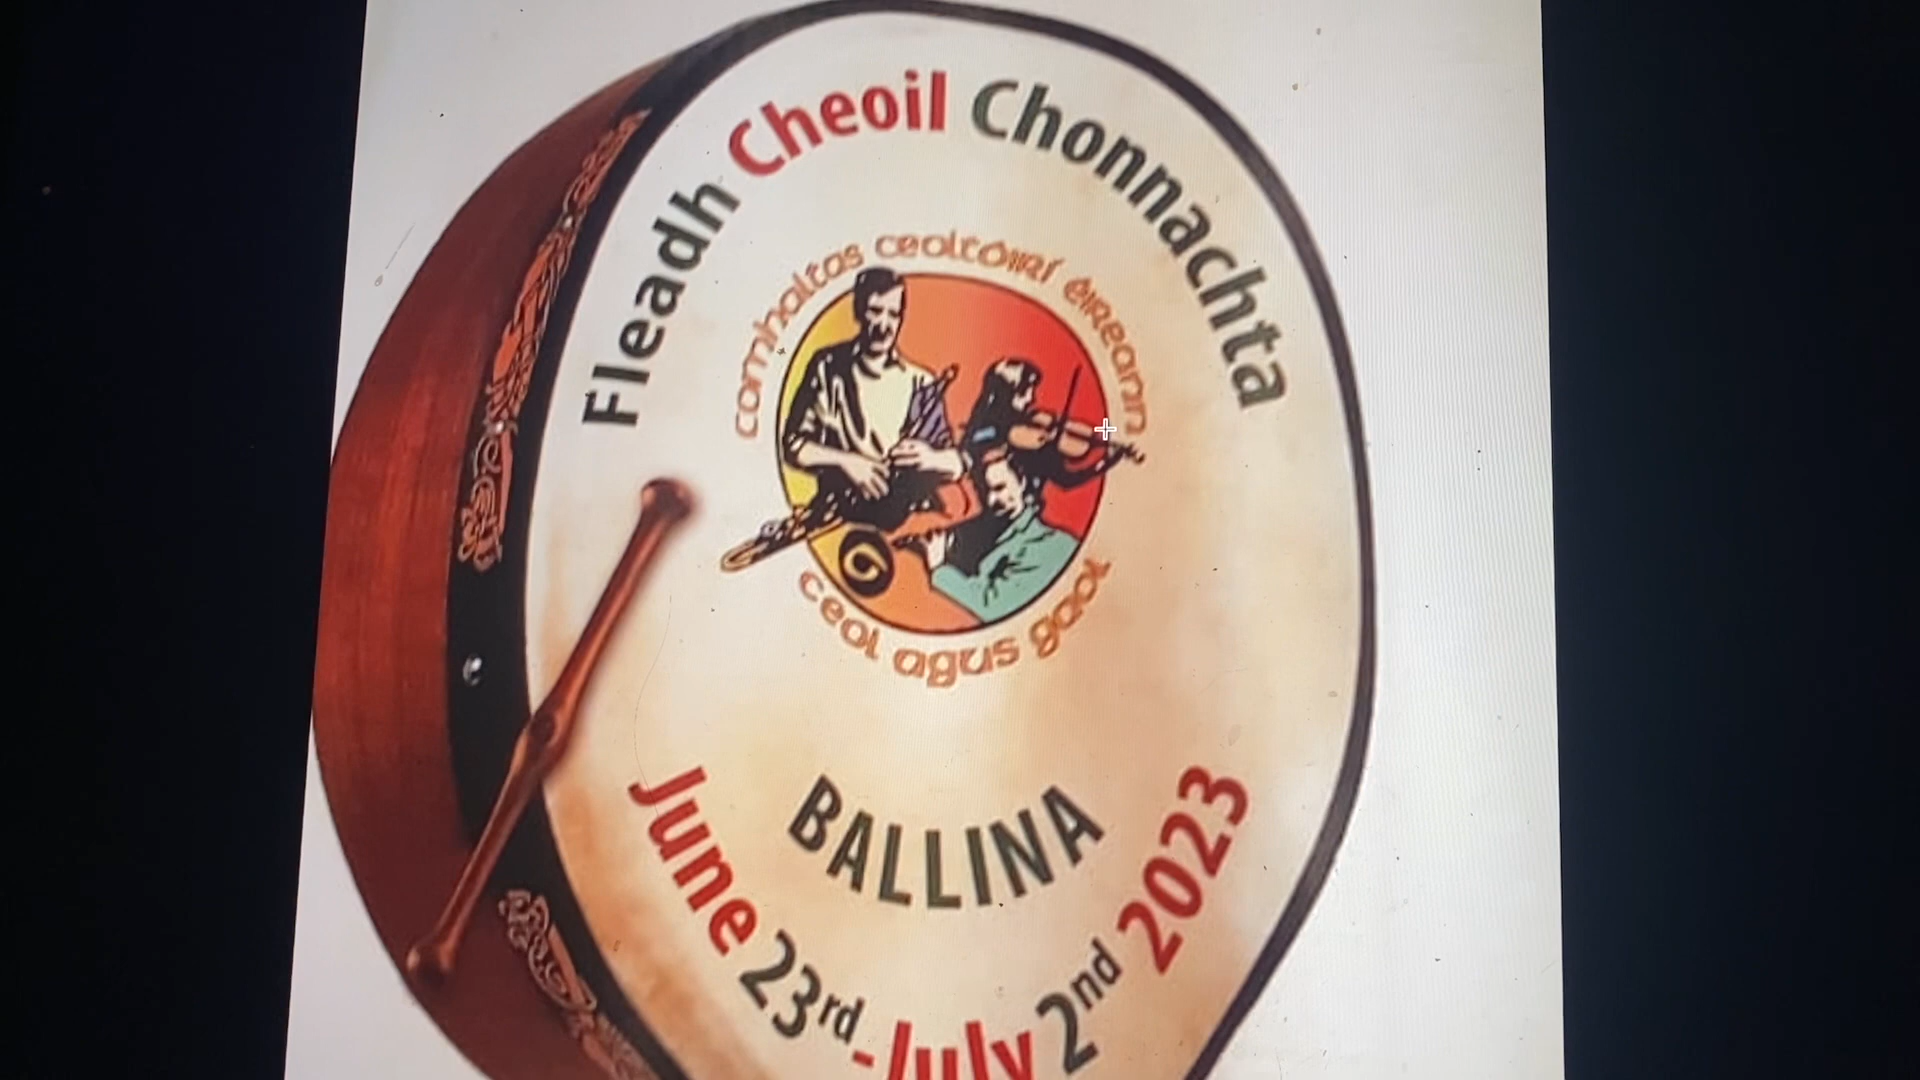 Fleadh Cheoil Chonnachta
comhaltas ceoltóirí éireann
ceol agus gaol
BALLINA
June 23rd - July 2nd 2023